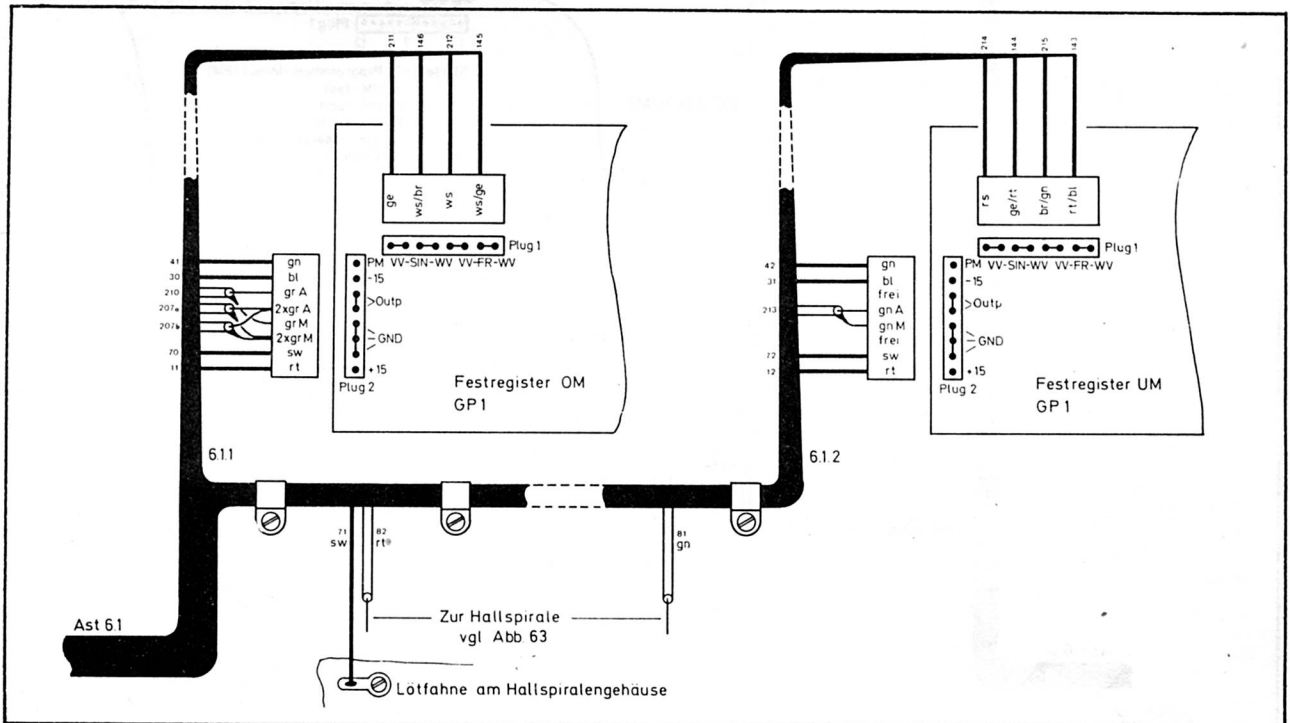 211 146 212 145
ge ws/br ws ws/ge
Plug 1
VV-SIN-WV VV-FR-WV
41 gn
30 bl
210 gr A
207a 2xgr A
gr M
207b 2xgr M
70 sw
11 rt
PM
-15
>Outp
GND
+15
Plug 2
Festregister OM
GP 1
214 144 215 143
rs ge/rt br/gn rt/bl
Plug 1
VV-SIN-WV VV-FR-WV
42 gn
31 bl
frei
213 gn A
gn M
frei
72 sw
12 rt
PM
-15
>Outp
GND
+15
Plug 2
Festregister UM
GP 1
6.1.1
6.1.2
71 sw
82 rt
81 gn
Zur Hallspirale
vgl Abb. 63
Ast 6.1
Lötfahne am Hallspiralengehäuse